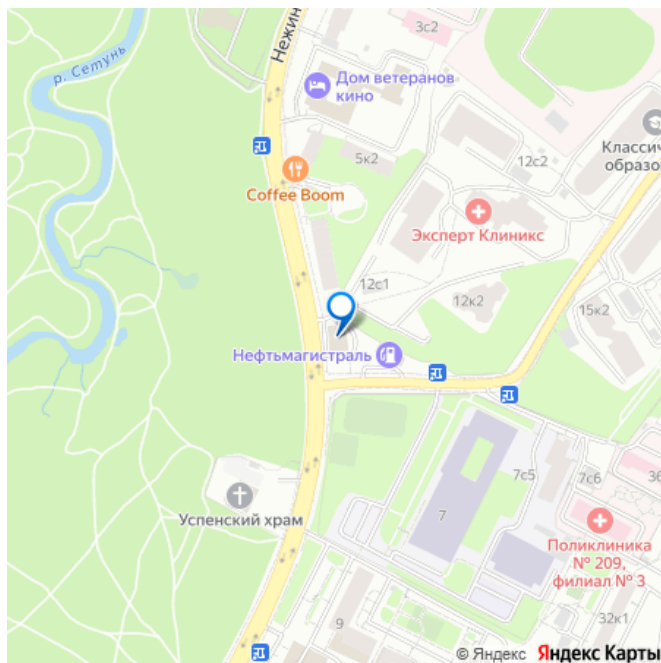 3с2
Нежин
р. Сетунь
Дом ветеранов
кино
5к2
12с2
Классич
образо
Coffee Boom
Эксперт Клиникс
12с1
12к2
15к2
Нефтьмагистраль
Успенский храм
7с5
7с6
36
7
Поликлиника
№ 209,
филиал № 3
9
32к1
© Яндекс Яндекс Карты